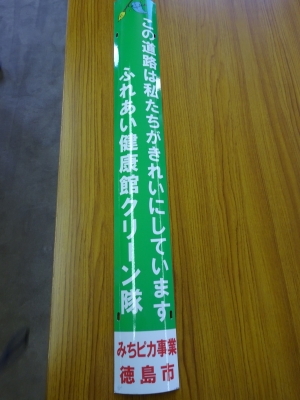 この道路は私たちがきれいにしています
ふれあい健康館クリーン隊
みちピカ事業
徳島市